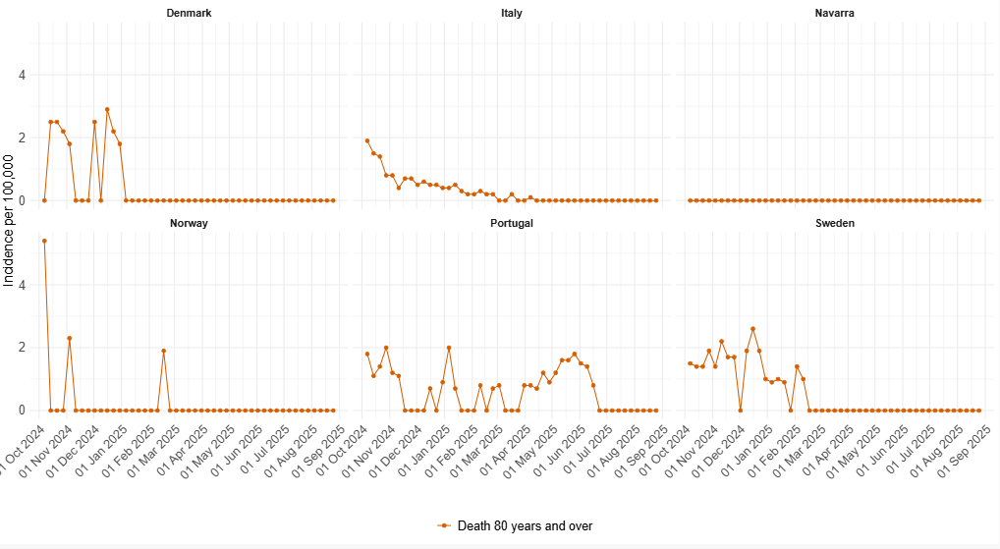 Denmark
Italy
Navarra
Incidence per 100,000
4
2
0
Norway
Portugal
Sweden
4
2
0
01 Oct 2024
01 Nov 2024
01 Dec 2024
01 Jan 2025
01 Feb 2025
01 Mar 2025
01 Apr 2025
01 May 2025
01 Jun 2025
01 Jul 2025
01 Aug 2025
01 Sep 2025
01 Oct 2024
01 Nov 2024
01 Dec 2024
01 Jan 2025
01 Feb 2025
01 Mar 2025
01 Apr 2025
01 May 2025
01 Jun 2025
01 Jul 2025
01 Aug 2025
01 Sep 2025
01 Oct 2024
01 Nov 2024
01 Dec 2024
01 Jan 2025
01 Feb 2025
01 Mar 2025
01 Apr 2025
01 May 2025
01 Jun 2025
01 Jul 2025
01 Aug 2025
01 Sep 2025
Death 80 years and over